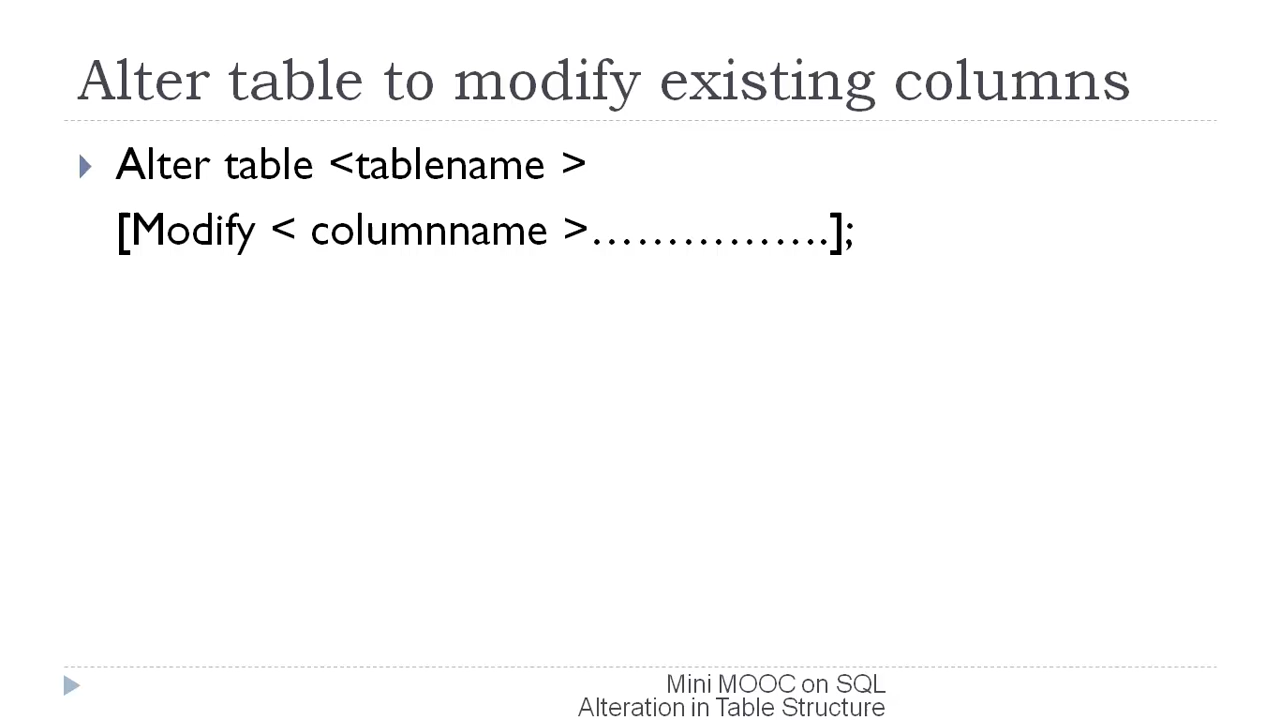 Alter table to modify existing columns
Alter table <tablename >
[Modify < columnname >…………….];
Mini MOOC on SQL
Alteration in Table Structure